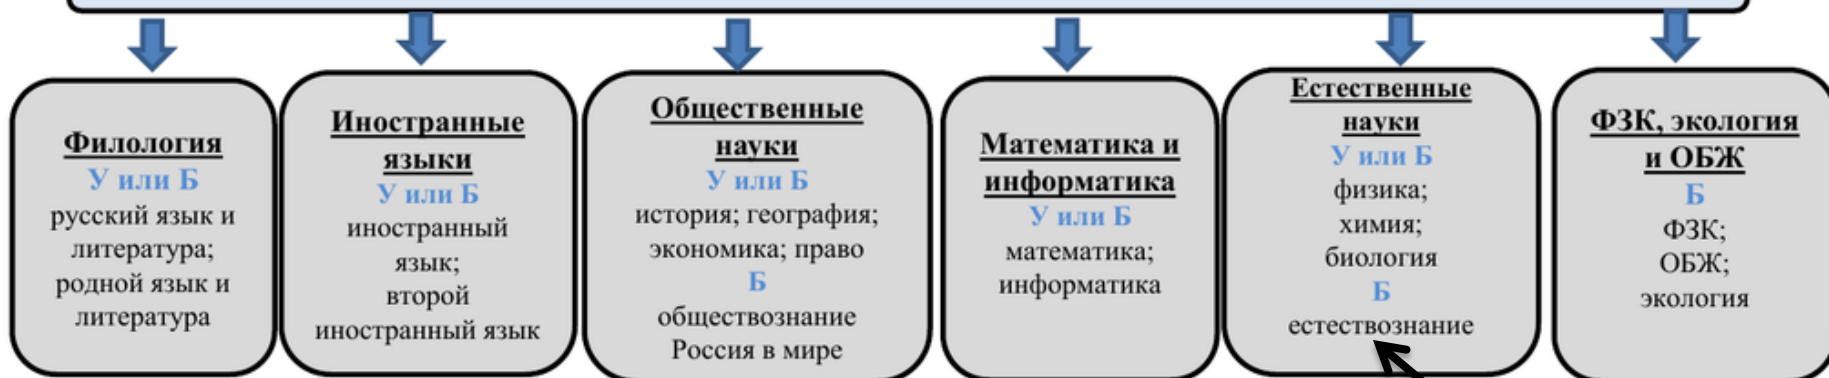 Филология
У или Б
русский язык и
литература;
родной язык и
литература
Иностранные
языки
У или Б
иностранный
язык;
второй
иностранный язык
Общественные
науки
У или Б
история; география;
экономика; право
Б
обществознание
Россия в мире
Математика и
информатика
У или Б
математика;
информатика
Естественные
науки
У или Б
физика;
химия;
биология
Б
естествознание
ФЗК, экология
и ОБЖ
Б
ФЗК;
ОБЖ;
экология